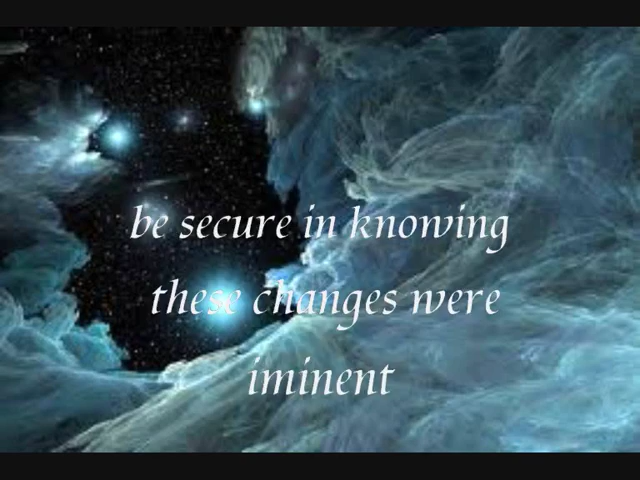 be secure in knowing
these changes were
iminent